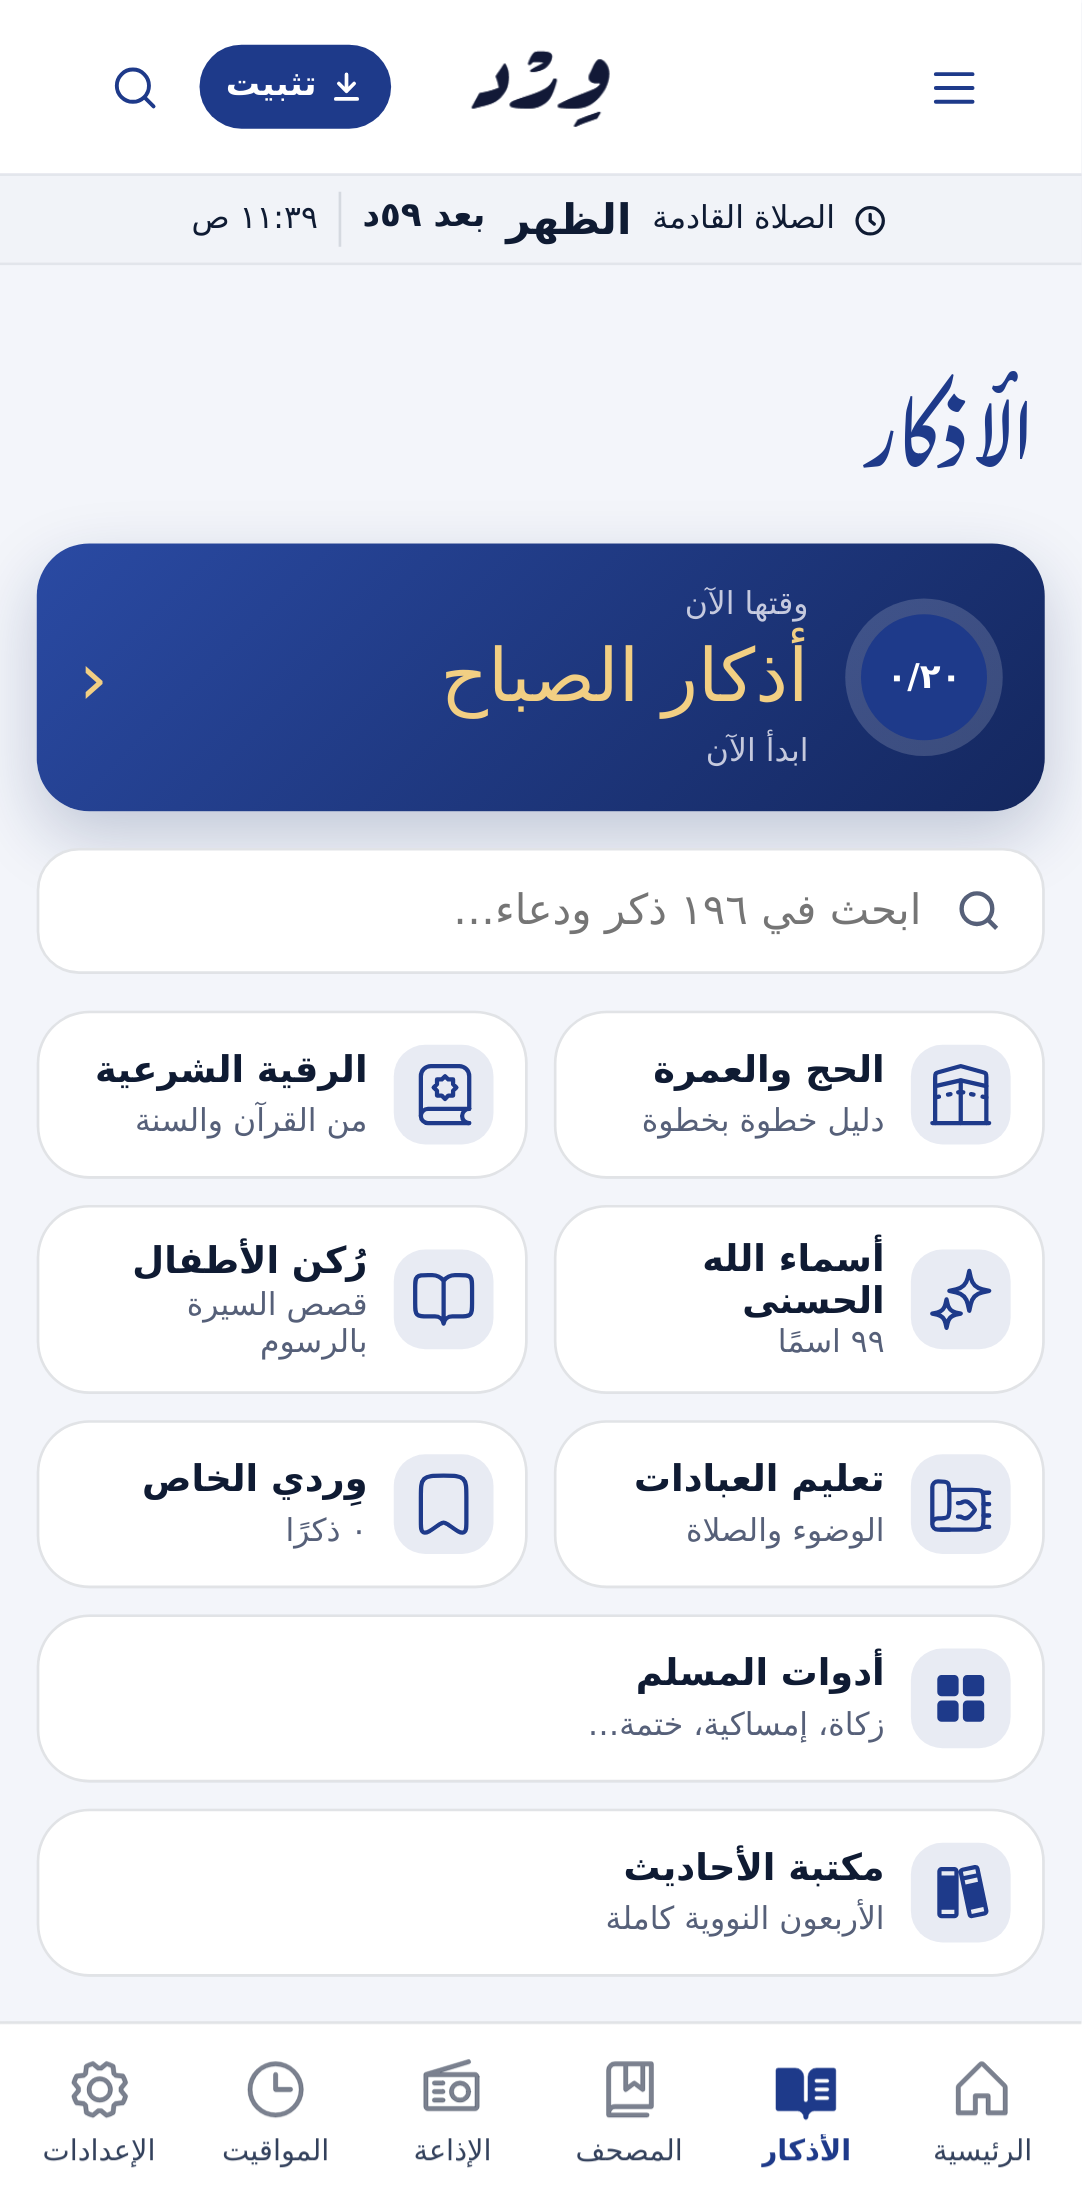 وِرْد
تثبيت
الصلاة القادمة الظهر بعد ٥٩د ١١:٣٩ ص
الأذكار
وقتها الآن
أذكار الصباح
ابدأ الآن
٠/٢٠
ابحث في ١٩٦ ذكر ودعاء...
الحج والعمرة
دليل خطوة بخطوة
الرقية الشرعية
من القرآن والسنة
أسماء الله
الحسنى
٩٩ اسمًا
رُكن الأطفال
قصص السيرة
بالرسوم
تعليم العبادات
الوضوء والصلاة
وِردي الخاص
٠ ذكرًا
أدوات المسلم
زكاة، إمساكية، ختمة...
مكتبة الأحاديث
الأربعون النووية كاملة
الرئيسية
الأذكار
المصحف
الإذاعة
المواقيت
الإعدادات